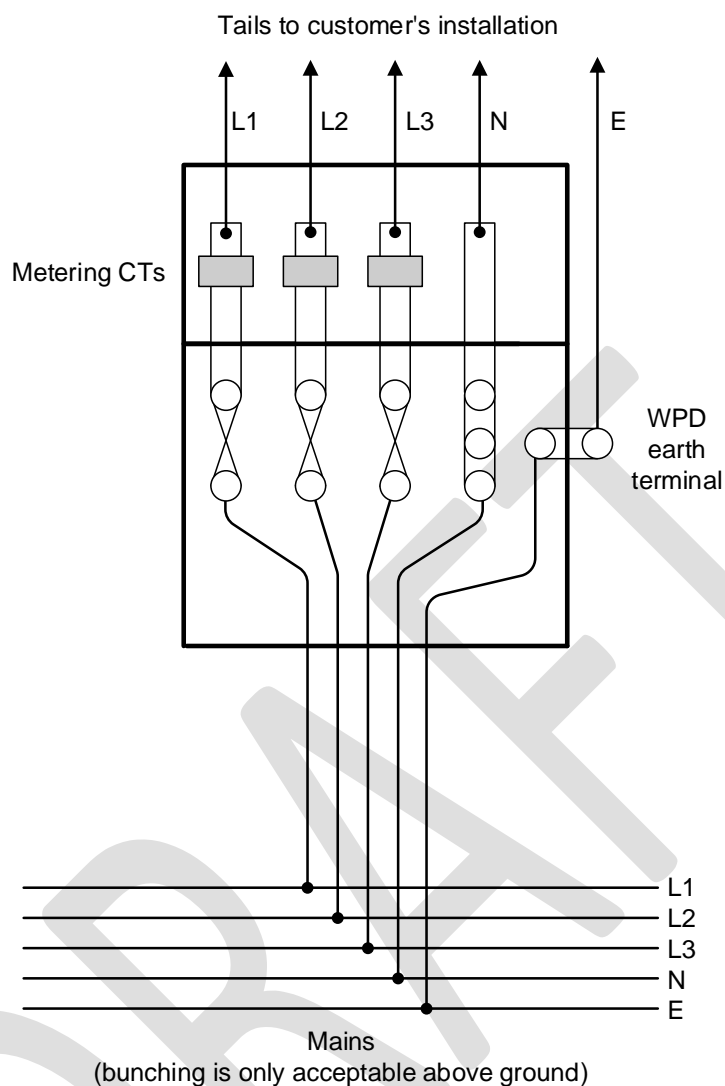 Tails to customer's installation
L1
L2
L3
N
E
Metering CTs
WPD
earth
terminal
L1
L2
L3
N
E
Mains
(bunching is only acceptable above ground)
DRAFT